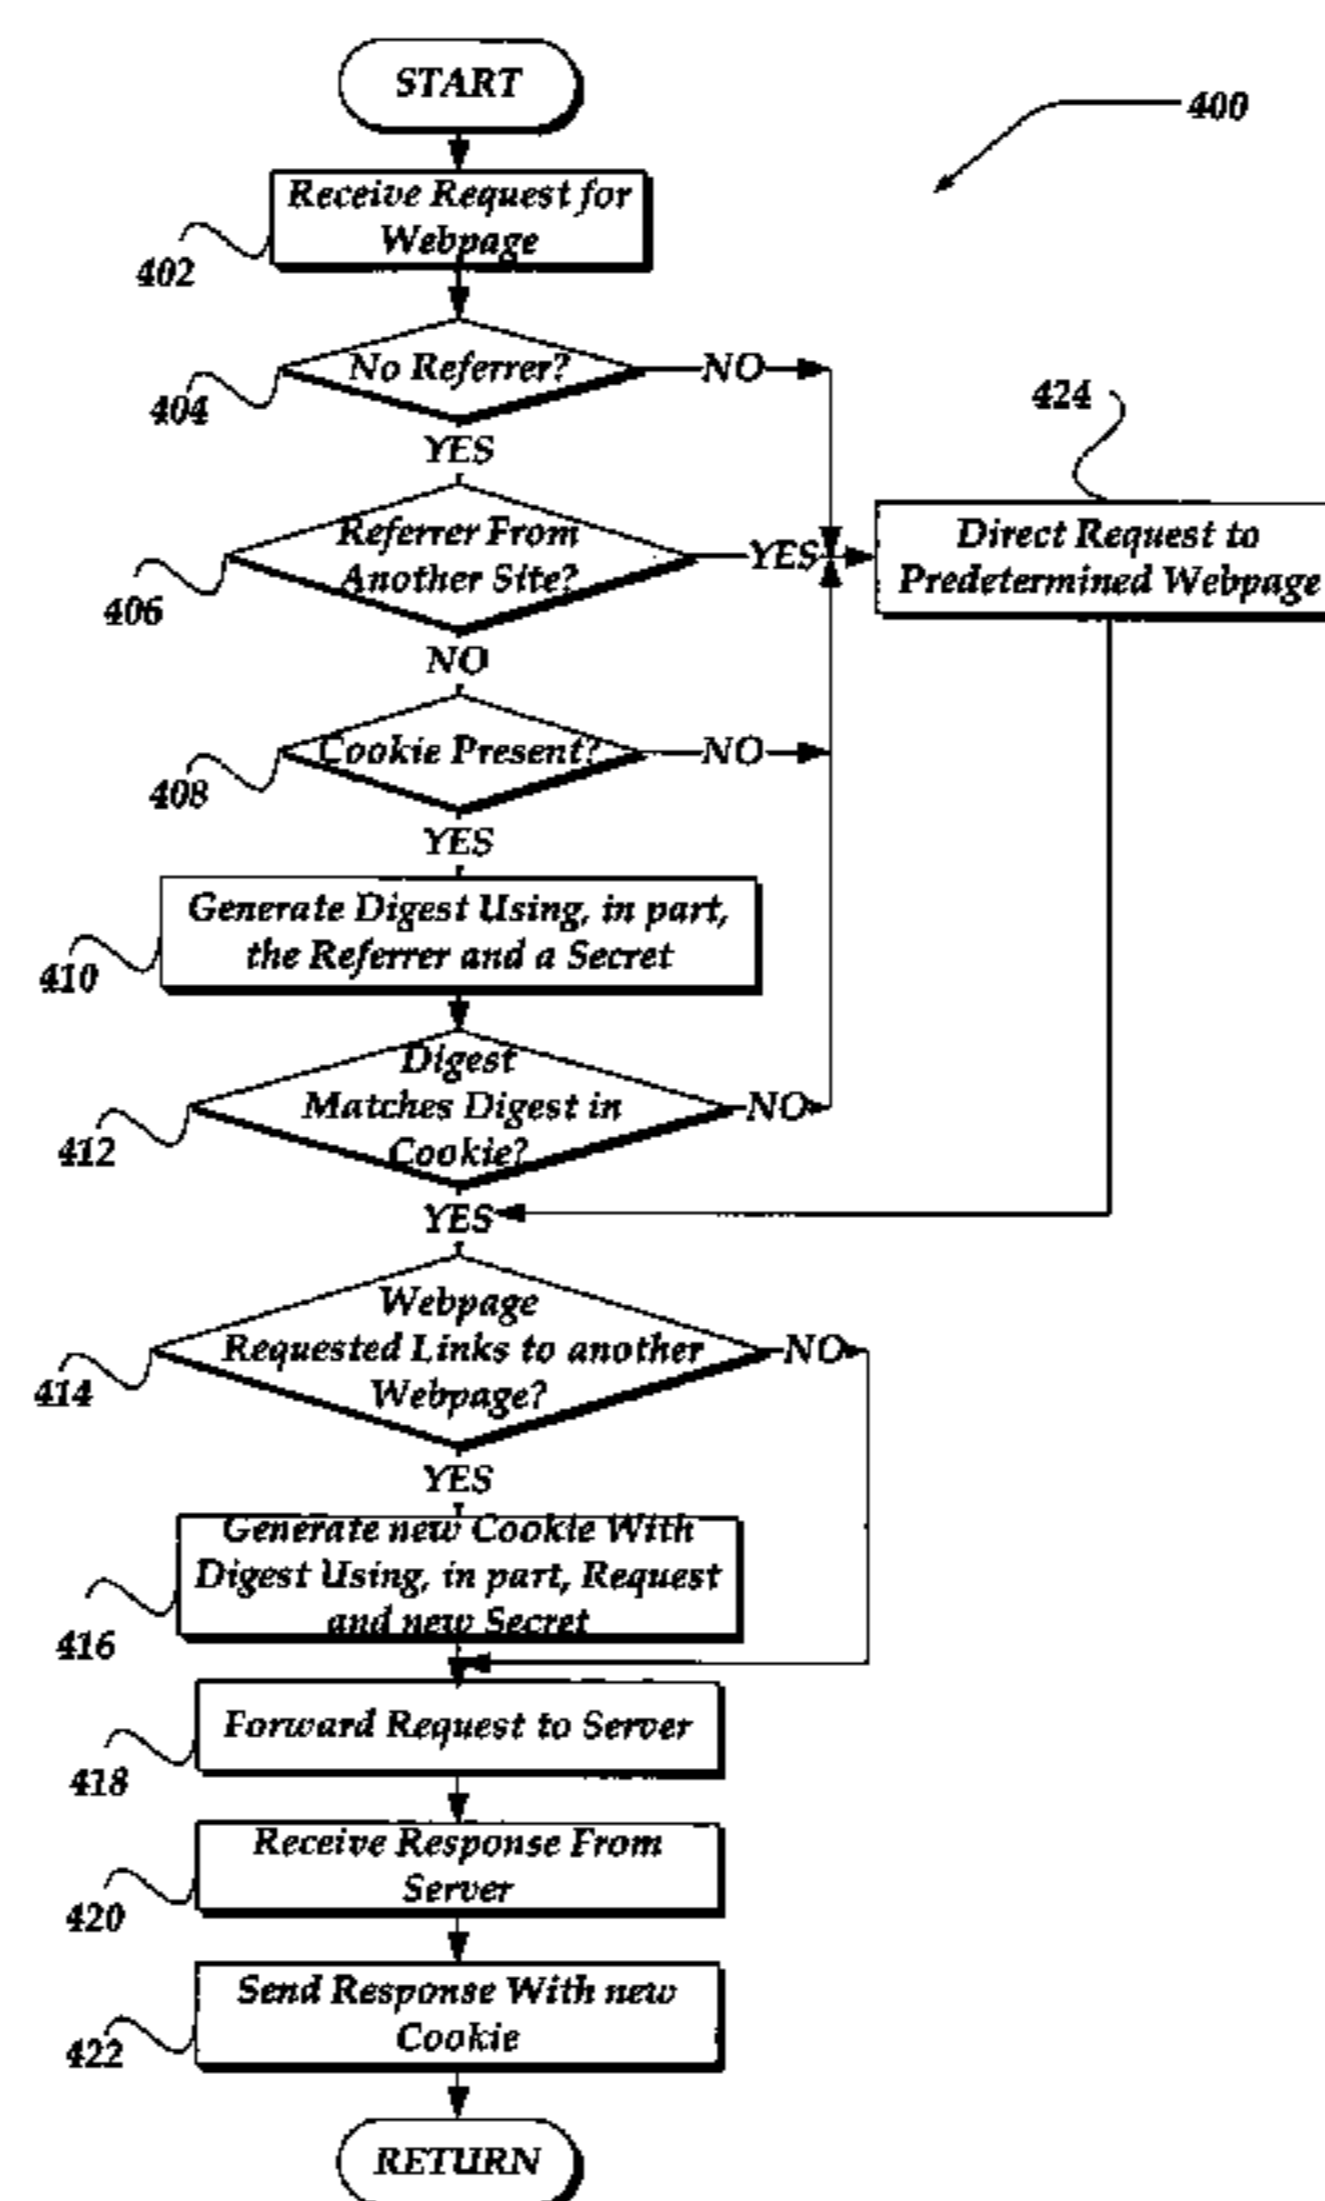 START
400
Receive Request for
Webpage
402
No Referrer?
NO
404
YES
424
Referrer From
Another Site?
YES
Direct Request to
Predetermined Webpage
406
NO
Cookie Present?
NO
408
YES
Generate Digest Using, in part,
the Referrer and a Secret
410
Digest
Matches Digest in
Cookie?
NO
412
YES
Webpage
Requested Links to another
Webpage?
NO
414
YES
Generate new Cookie With
Digest Using, in part, Request
and new Secret
416
Forward Request to Server
418
Receive Response From
Server
420
Send Response With new
Cookie
422
RETURN